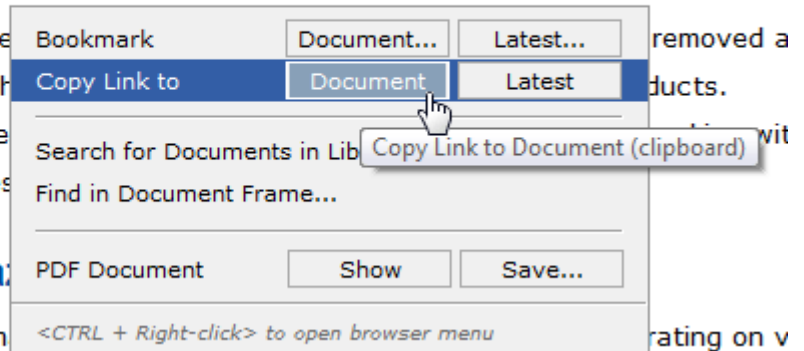 Bookmark Document... Latest... removed a
Copy Link to Document Latest ducts.
Copy Link to Document (clipboard)
Search for Documents in Lib
Find in Document Frame...
PDF Document Show Save...
<CTRL + Right-click> to open browser menu rating on v